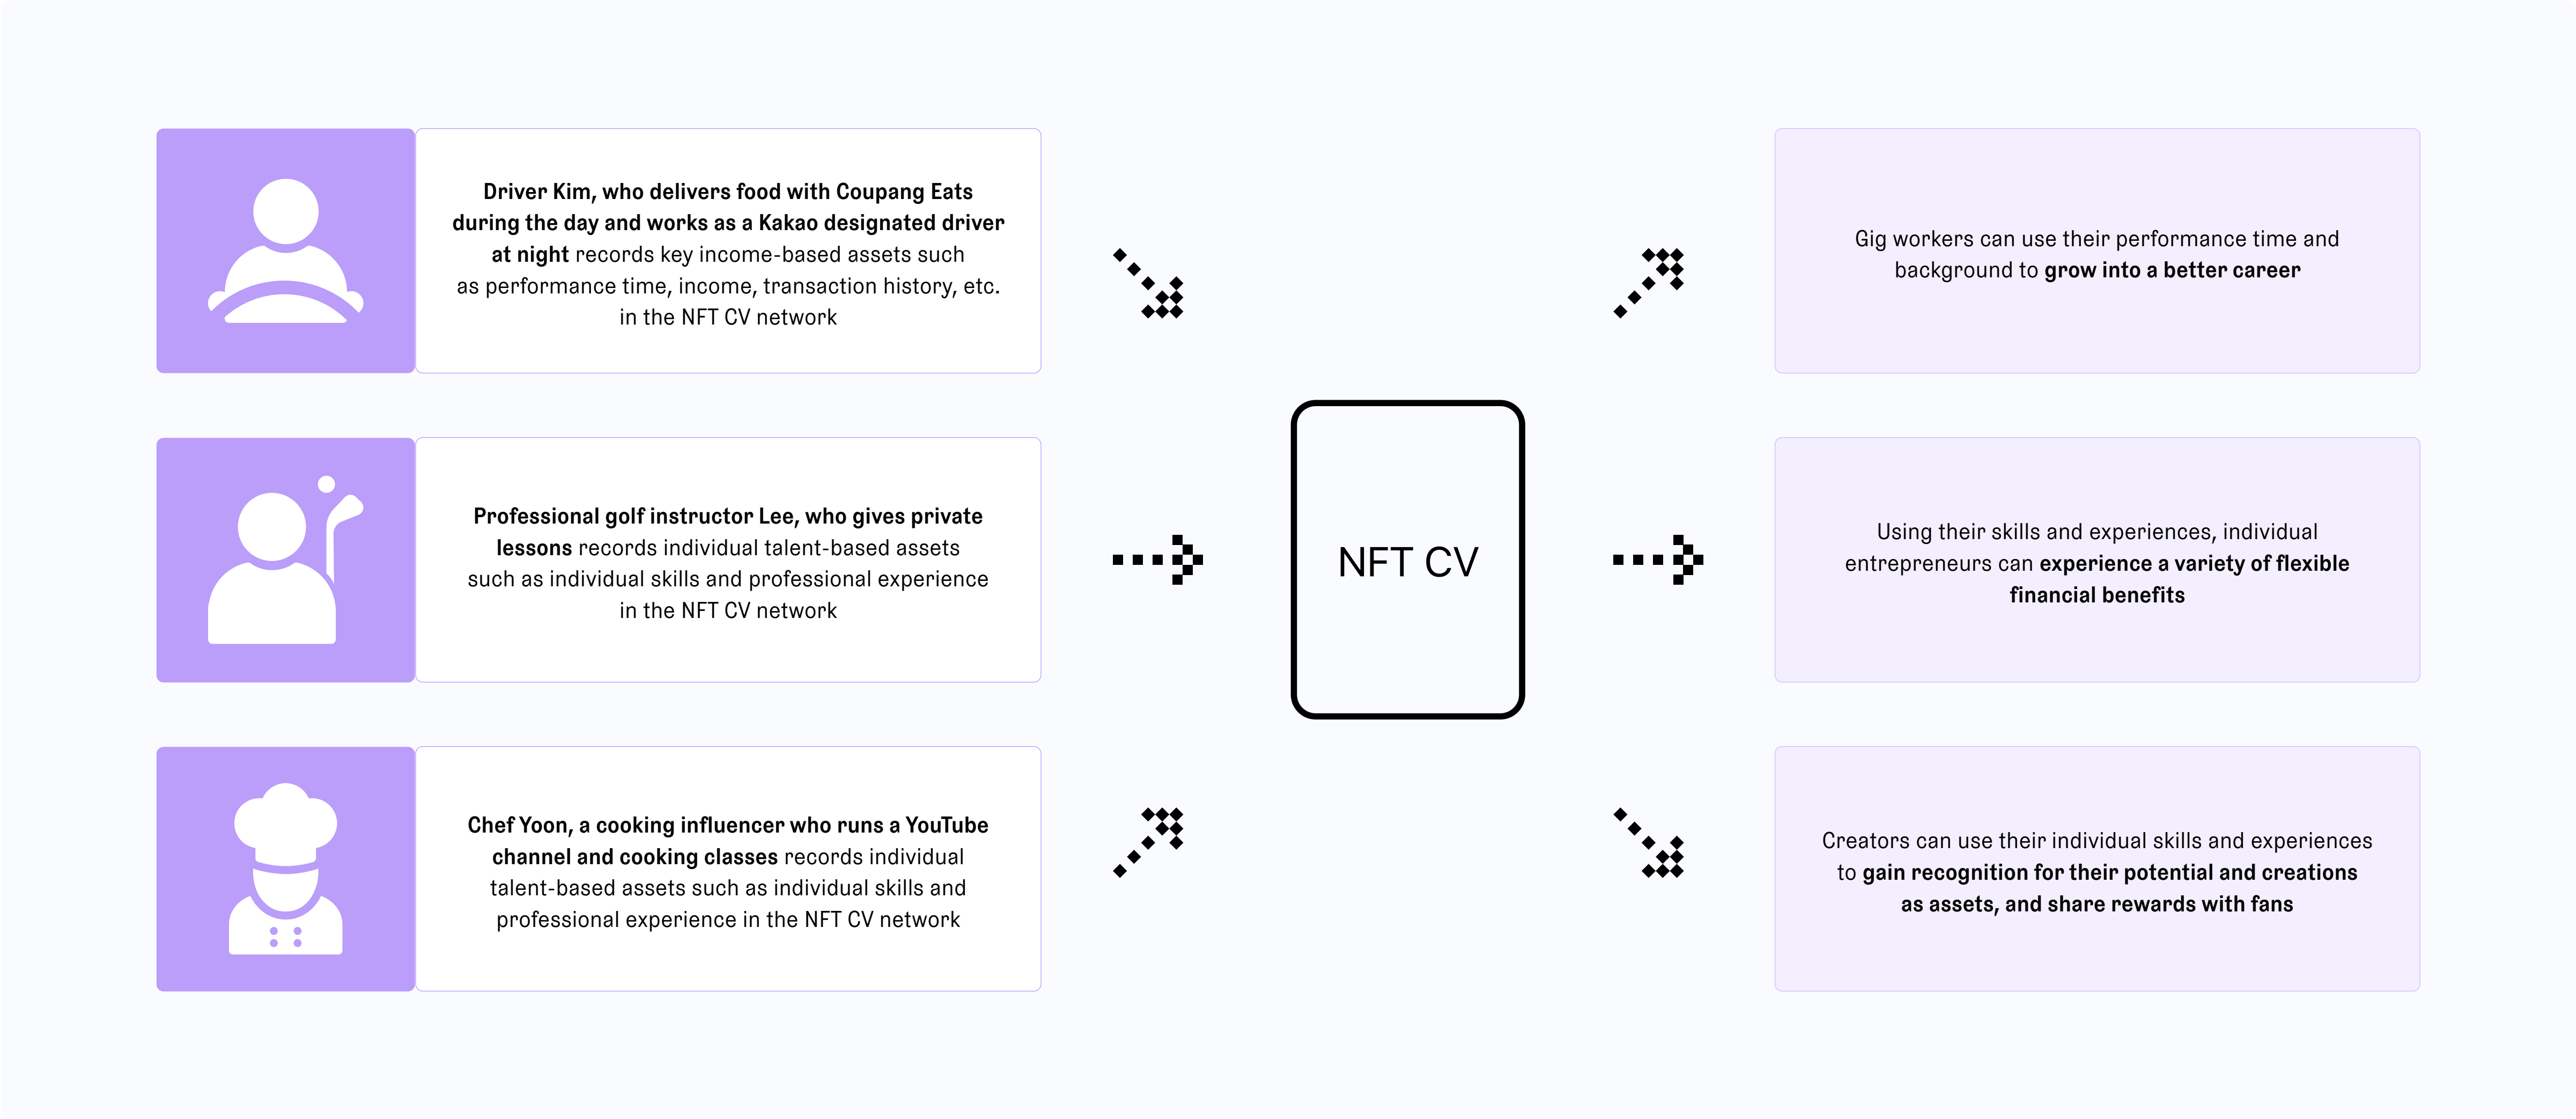 Driver Kim, who delivers food with Coupang Eats
during the day and works as a Kakao designated driver
at night records key income-based assets such
as performance time, income, transaction history, etc.
in the NFT CV network
Professional golf instructor Lee, who gives private
lessons records individual talent-based assets
such as individual skills and professional experience
in the NFT CV network
Chef Yoon, a cooking influencer who runs a YouTube
channel and cooking classes records individual
talent-based assets such as individual skills and
professional experience in the NFT CV network
NFT CV
Gig workers can use their performance time and
background to grow into a better career
Using their skills and experiences, individual
entrepreneurs can experience a variety of flexible
financial benefits
Creators can use their individual skills and experiences
to gain recognition for their potential and creations
as assets, and share rewards with fans